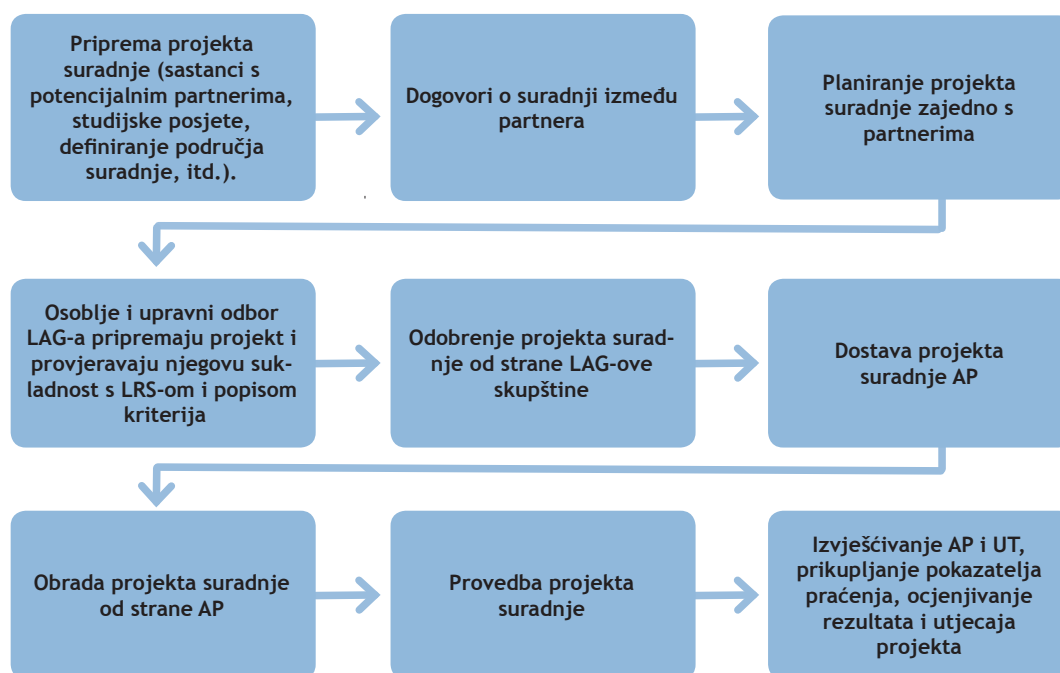 Priprema projekta
suradnje (sastanci s
potencijalnim partnerima,
studijske posjete,
definiranje područja
suradnje, itd.).
Dogovori o suradnji između
partnera
Planiranje projekta
suradnje zajedno s
partnerima
Osoblje i upravni odbor
LAG-a pripremaju projekt i
provjeravaju njegovu suk-
ladnost s LRS-om i popisom
kriterija
Odobrenje projekta surad-
nje od strane LAG-ove
skupštine
Dostava projekta
suradnje AP
Obrada projekta suradnje
od strane AP
Provedba projekta
suradnje
Izvješćivanje AP i UT,
prikupljanje pokazatelja
praćenja, ocjenjivanje
rezultata i utjecaja
projekta